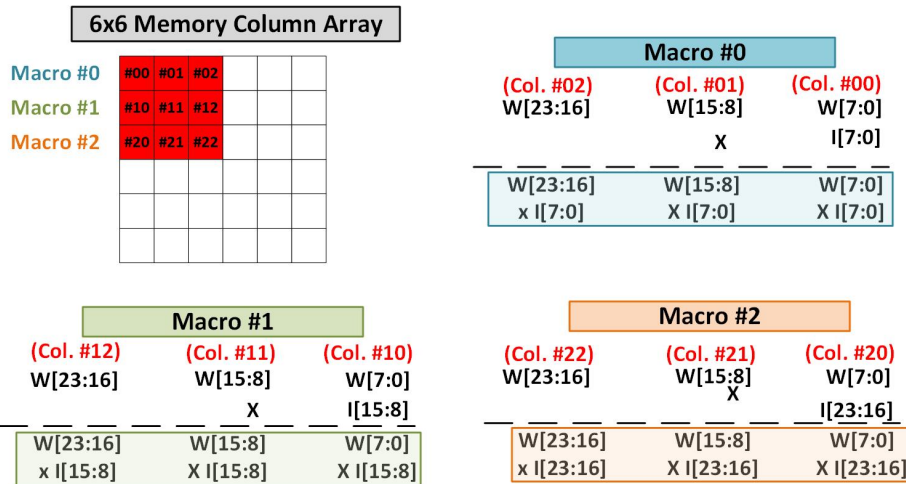 6x6 Memory Column Array
Macro #0 #00 #01 #02
Macro #1 #10 #11 #12
Macro #2 #20 #21 #22
Macro #0
(Col. #02) (Col. #01) (Col. #00)
W[23:16] W[15:8] W[7:0]
X I[7:0]
W[23:16] W[15:8] W[7:0]
x I[7:0] X I[7:0] X I[7:0]
Macro #1
(Col. #12) (Col. #11) (Col. #10)
W[23:16] W[15:8] W[7:0]
X I[15:8]
W[23:16] W[15:8] W[7:0]
x I[15:8] X I[15:8] X I[15:8]
Macro #2
(Col. #22) (Col. #21) (Col. #20)
W[23:16] W[15:8] W[7:0]
X I[23:16]
W[23:16] W[15:8] W[7:0]
x I[23:16] X I[23:16] X I[23:16]